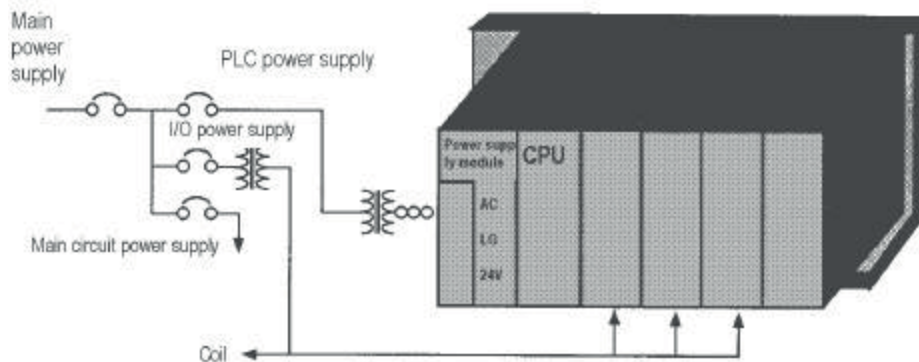 Main
power
supply
PLC power supply
I/O power supply
Main circuit power supply
Coil
Power supp
ly module
CPU
AC
LG
24V